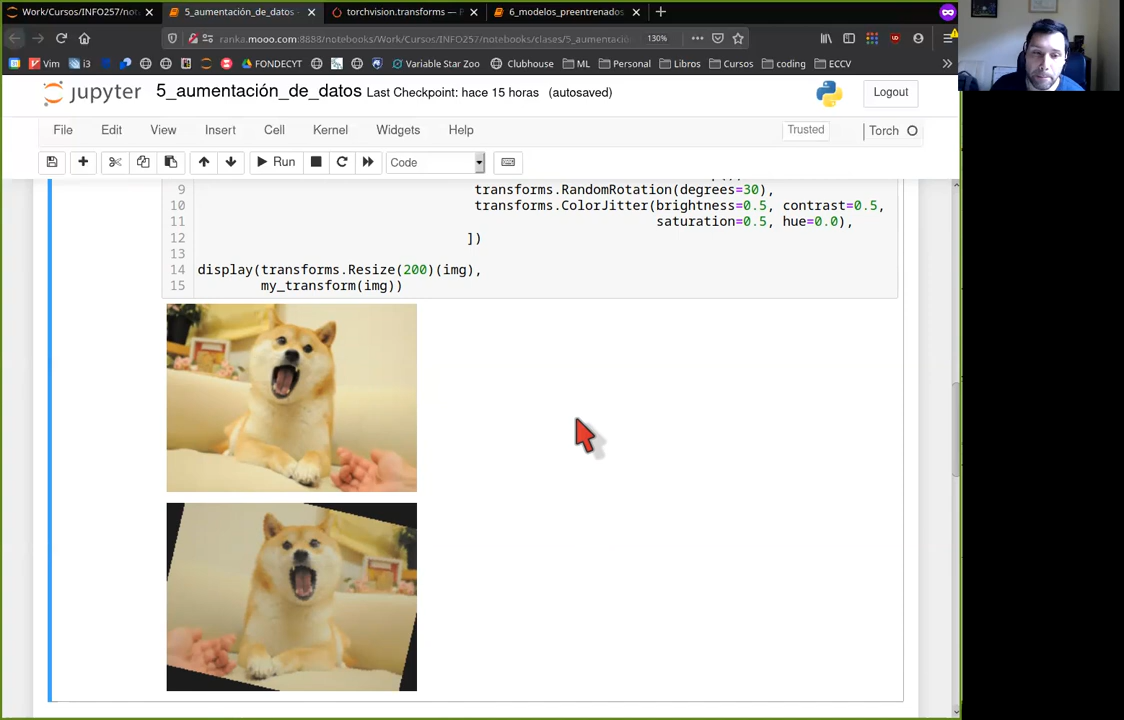 Work/Cursos/INFO257/not
5_aumentación_de_datos -
torchvision.transforms — P
6_modelos_preentrenados
ranka.mooo.com:8888/notebooks/Work/Cursos/INFO257/notebooks/clases/5_aumentació
130%
Vim
i3
FONDECYT
Variable Star Zoo
Clubhouse
ML
Personal
Libros
Cursos
coding
ECCV
jupyter 5_aumentación_de_datos Last Checkpoint: hace 15 horas (autosaved)
Logout
File Edit View Insert Cell Kernel Widgets Help
Trusted
Torch
Run
Code
9 transforms.RandomRotation(degrees=30),
10 transforms.ColorJitter(brightness=0.5, contrast=0.5,
11 saturation=0.5, hue=0.0),
12 ])
13
14 display(transforms.Resize(200)(img),
15 my_transform(img))